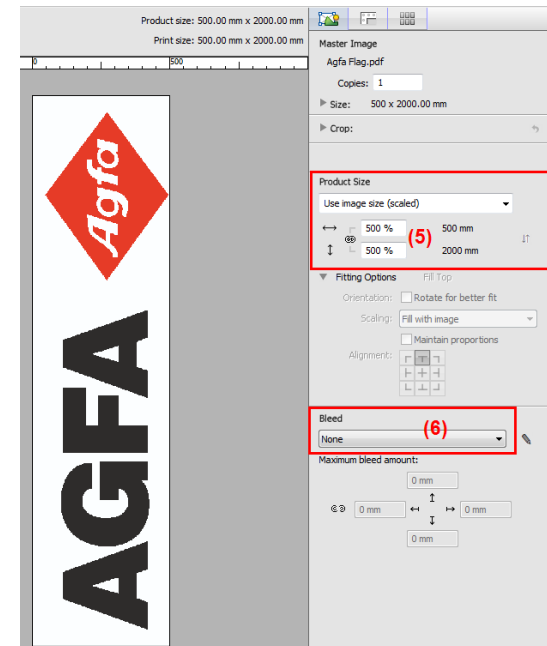 Product size: 500.00 mm x 2000.00 mm
Print size: 500.00 mm x 2000.00 mm
0 500
Agfa
AGFA
Master Image
Agfa Flag.pdf
Copies: 1
Size: 500 x 2000.00 mm
Crop:
Product Size
Use image size (scaled)
500 % 500 mm
(5)
500 % 2000 mm
Fitting Options Fill Top
Orientation: Rotate for better fit
Scaling: Fill with image
Maintain proportions
Alignment:
Bleed
(6)
None
Maximum bleed amount:
0 mm
0 mm 0 mm
0 mm